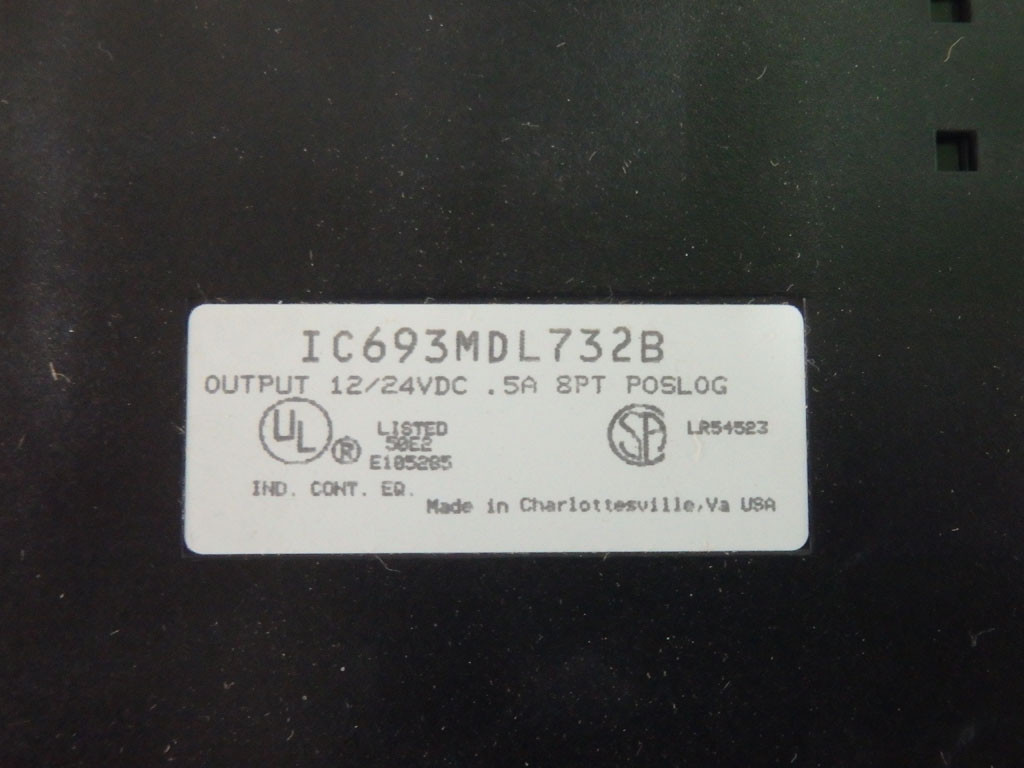 IC693MDL732B
OUTPUT 12/24VDC .5A 8PT POSLOG
UL ® LISTED
50E2
E185285
SA LR54523
IND. CONT. EQ.
Made in Charlottesville,Va USA